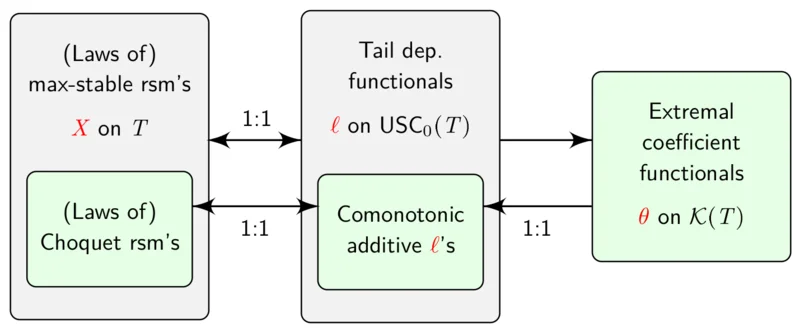 (Laws of)
max-stable rsm's
X on T
(Laws of)
Choquet rsm's
1:1
1:1
Tail dep.
functionals
ℓ on USC₀(T)
Comonotonic
additive ℓ's
1:1
Extremal
coefficient
functionals
θ on 𝒦(T)